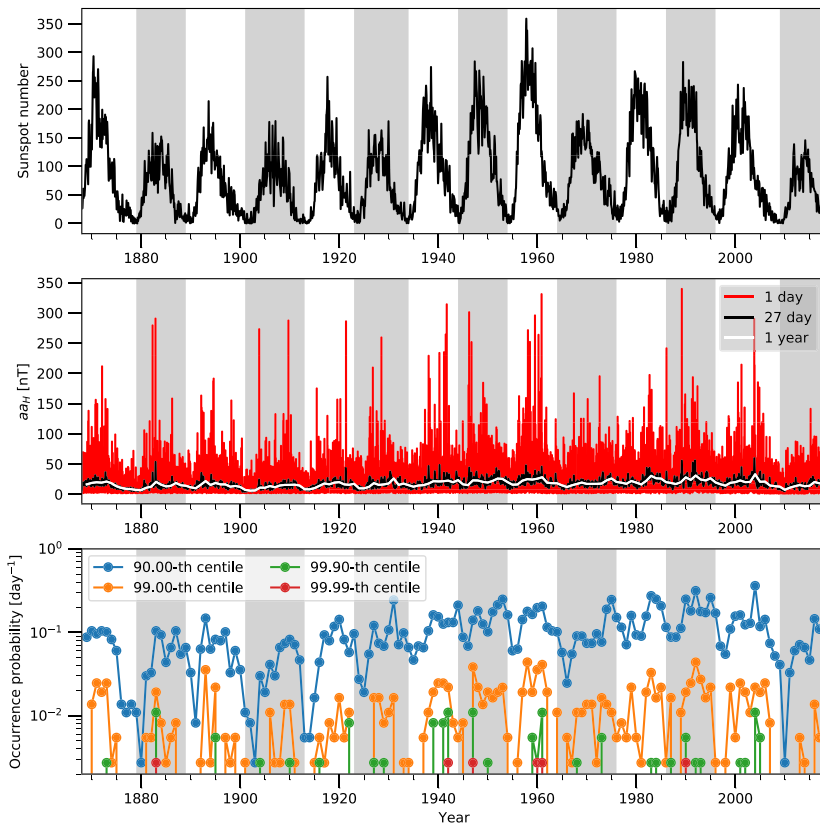 350
300
250
200
150
100
50
0
Sunspot number
1880 1900 1920 1940 1960 1980 2000
350
300
250
200
150
100
50
0
aa_H [nT]
1 day
27 day
1 year
1880 1900 1920 1940 1960 1980 2000
10^0
10^-1
10^-2
Occurrence probability [day^-1]
90.00-th centile 99.90-th centile
99.00-th centile 99.99-th centile
1880 1900 1920 1940 1960 1980 2000
Year